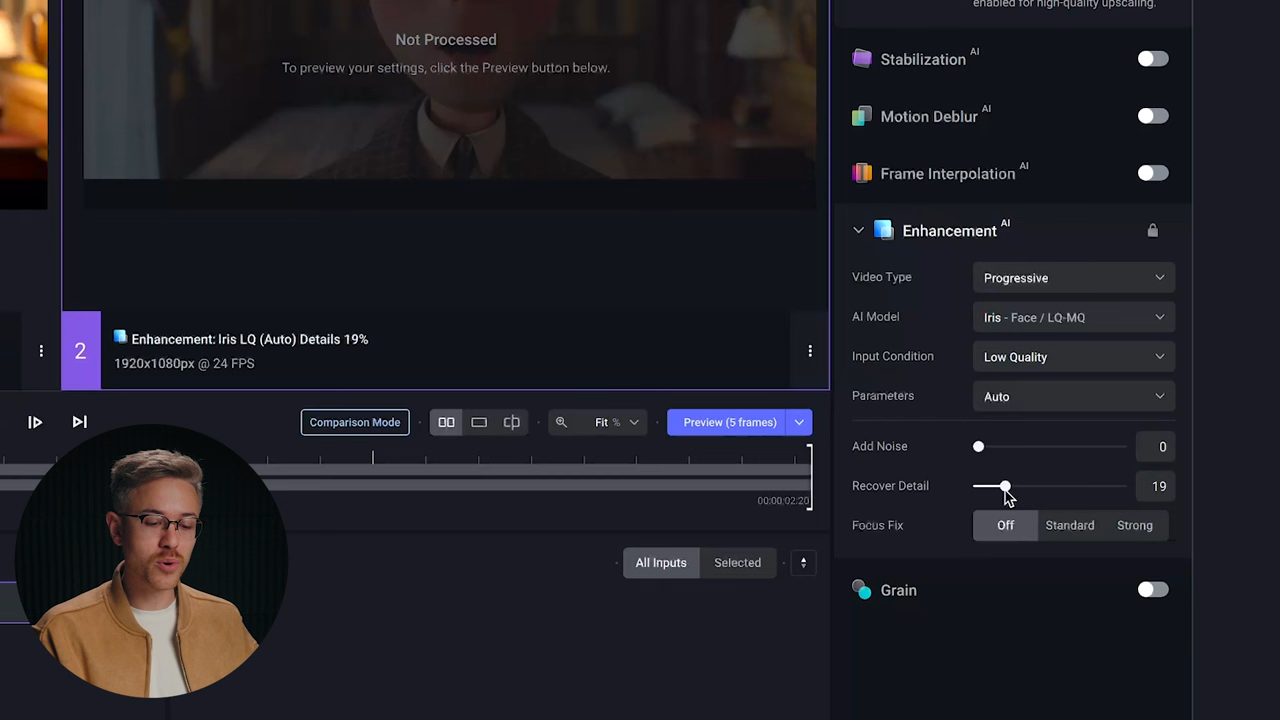 enabled for high-quality upscaling.
Not Processed
To preview your settings, click the Preview button below.
Stabilization AI
Motion Deblur AI
Frame Interpolation AI
Enhancement AI
Video Type Progressive
AI Model Iris - Face / LQ-MQ
Input Condition Low Quality
Parameters Auto
Add Noise 0
Recover Detail 19
Focus Fix Off Standard Strong
Grain
2
Enhancement: Iris LQ (Auto) Details 19%
1920x1080px @ 24 FPS
Comparison Mode
Fit %
Preview (5 frames)
00:00:02:20
All Inputs Selected